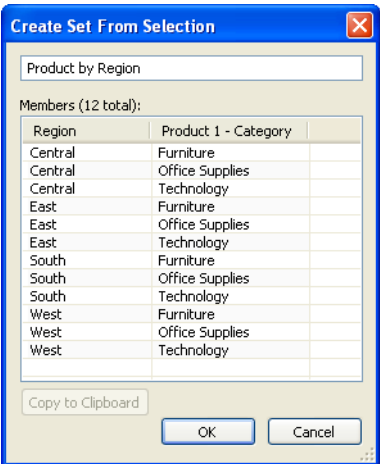 Create Set From Selection
Product by Region
Members (12 total):
Region Product 1 - Category
Central Furniture
Central Office Supplies
Central Technology
East Furniture
East Office Supplies
East Technology
South Furniture
South Office Supplies
South Technology
West Furniture
West Office Supplies
West Technology
Copy to Clipboard
OK Cancel